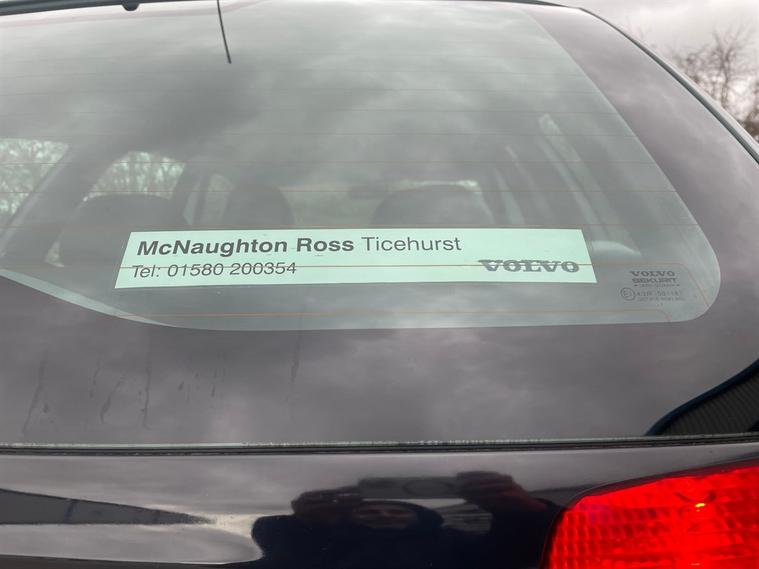 McNaughton Ross Ticehurst
Tel: 01580 200354
VOLVO
VOLVO
SEKURIT